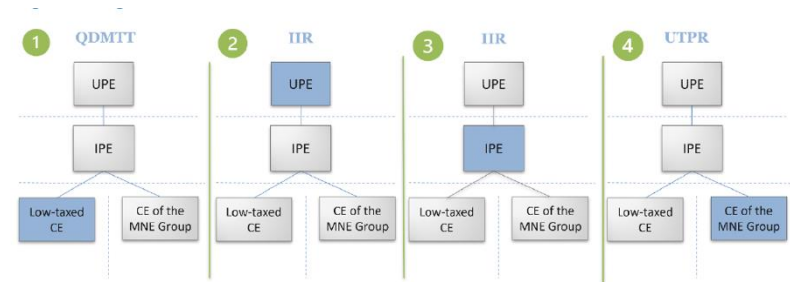 1 QDMTT
UPE
IPE
Low-taxed
CE
CE of the
MNE Group
2 IIR
UPE
IPE
Low-taxed
CE
CE of the
MNE Group
3 IIR
UPE
IPE
Low-taxed
CE
CE of the
MNE Group
4 UTPR
UPE
IPE
Low-taxed
CE
CE of the
MNE Group